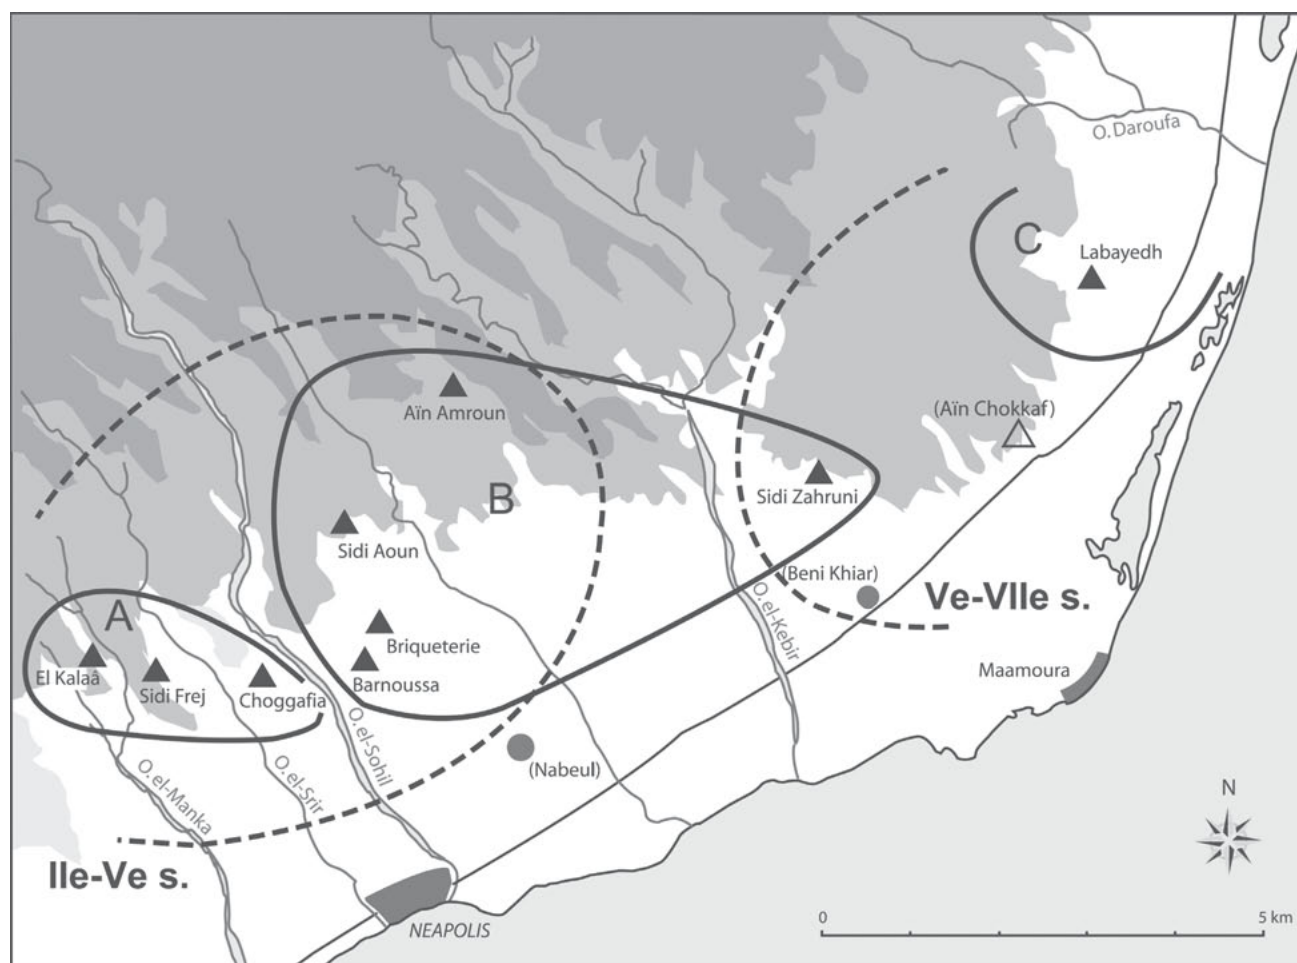 O. Daroufa
C
Labayedh
Aïn Amroun
(Aïn Chokkaf)
B
Sidi Zahruni
Sidi Aoun
(Beni Khiar)
Ve-VIIe s.
A
O.el-Kebir
Briqueterie
Maamoura
El Kalaâ
Sidi Frej
Choggafia
Barnoussa
O.el-Sohil
(Nabeul)
O.el-Manka
O.el-Srir
N
IIe-Ve s.
NEAPOLIS
0
5 km